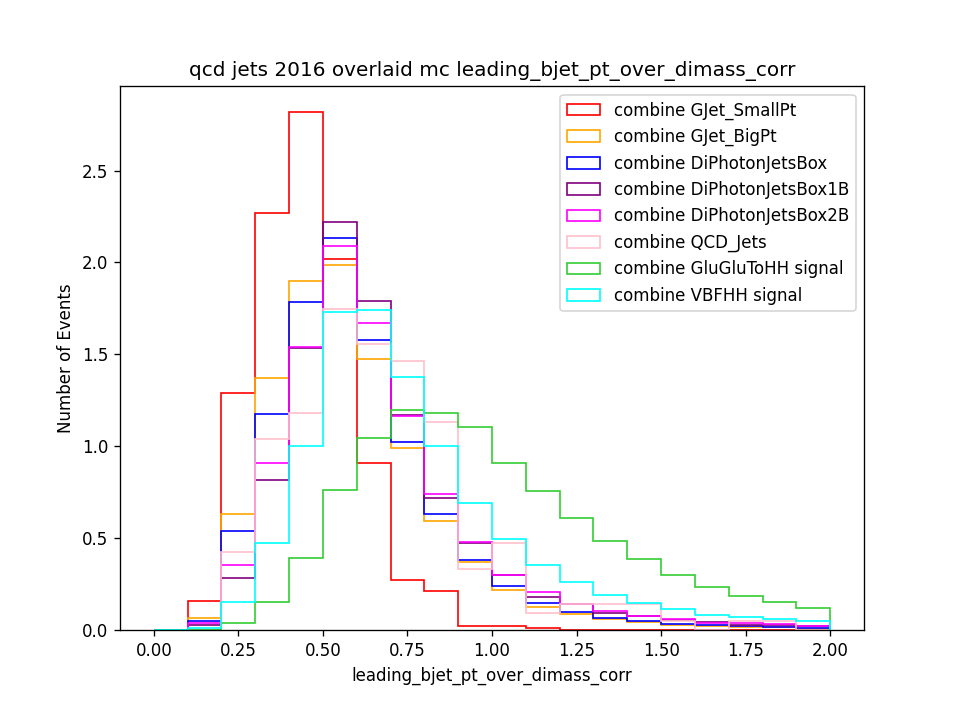 qcd jets 2016 overlaid mc leading_bjet_pt_over_dimass_corr
combine GJet_SmallPt
combine GJet_BigPt
combine DiPhotonJetsBox
combine DiPhotonJetsBox1B
combine DiPhotonJetsBox2B
combine QCD_Jets
combine GluGluToHH signal
combine VBFHH signal
Number of Events
2.5
2.0
1.5
1.0
0.5
0.0
0.00 0.25 0.50 0.75 1.00 1.25 1.50 1.75 2.00
leading_bjet_pt_over_dimass_corr